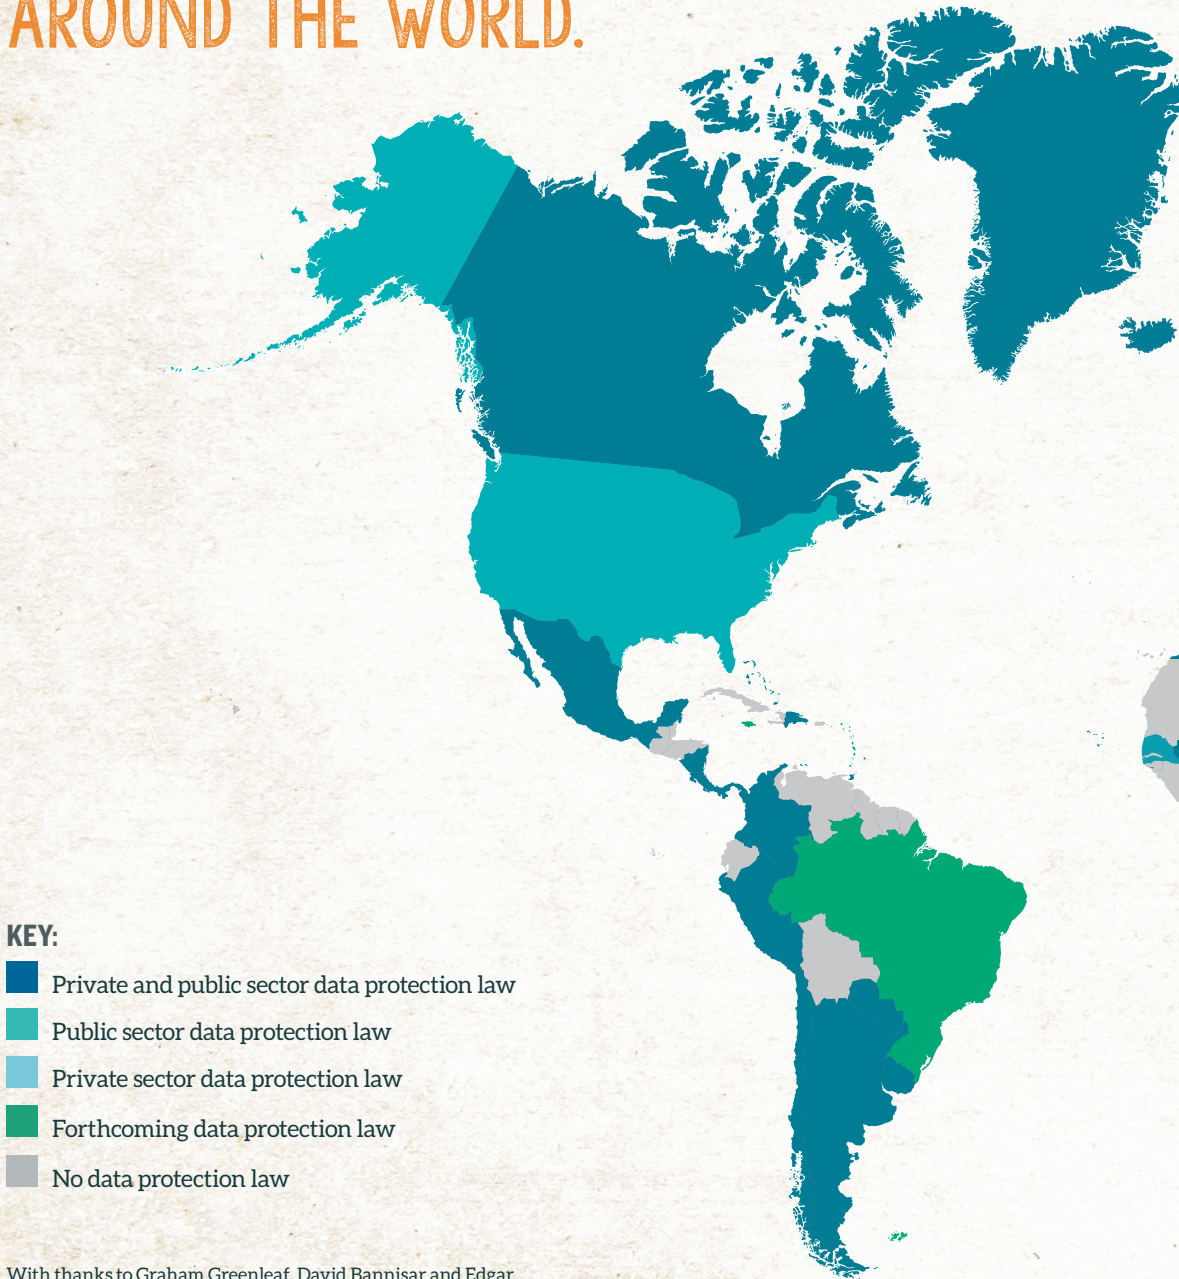 AROUND THE WORLD.
KEY:
Private and public sector data protection law
Public sector data protection law
Private sector data protection law
Forthcoming data protection law
No data protection law
With thanks to Graham Greenleaf, David Bannisar and Edgar